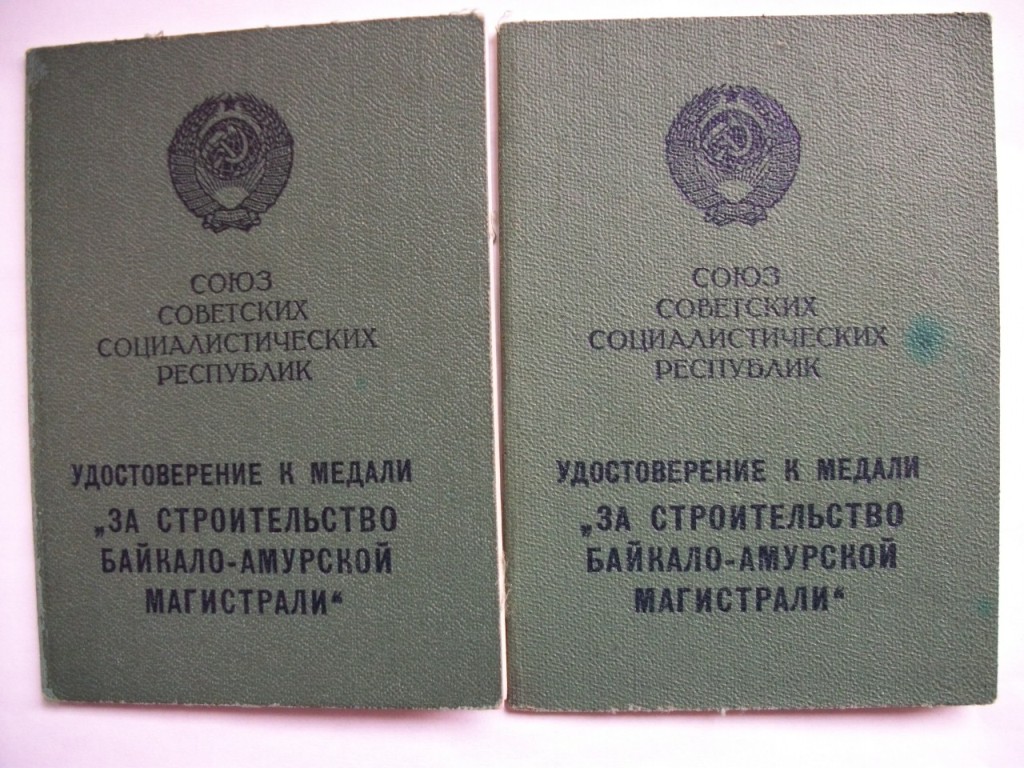 СОЮЗ
СОВЕТСКИХ
СОЦИАЛИСТИЧЕСКИХ
РЕСПУБЛИК
УДОСТОВЕРЕНИЕ К МЕДАЛИ
„ЗА СТРОИТЕЛЬСТВО
БАЙКАЛО-АМУРСКОЙ
МАГИСТРАЛИ“
СОЮЗ
СОВЕТСКИХ
СОЦИАЛИСТИЧЕСКИХ
РЕСПУБЛИК
УДОСТОВЕРЕНИЕ К МЕДАЛИ
„ЗА СТРОИТЕЛЬСТВО
БАЙКАЛО-АМУРСКОЙ
МАГИСТРАЛИ“